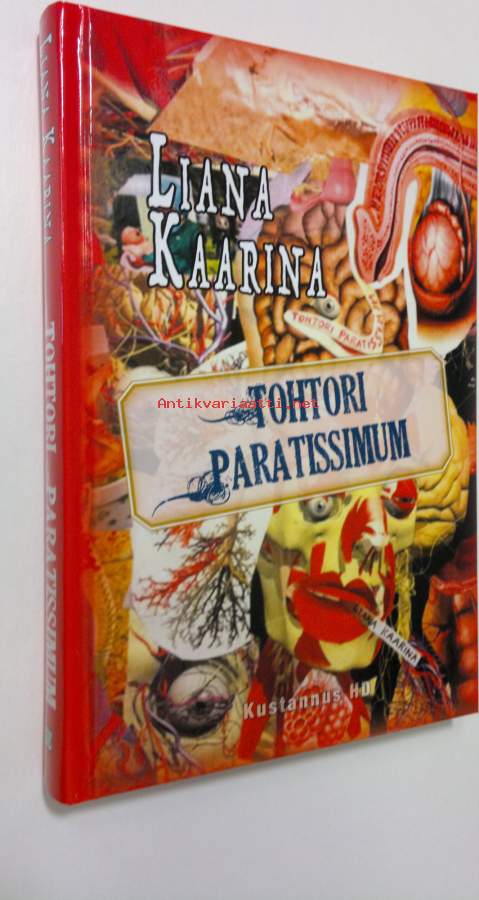 LIANA KAARINA TOHTORI PARATISSIMUM
LIANA
KAARINA
TOHTORI PARATISSIMUM
Antikvariaatti.net
TOHTORI
PARATISSIMUM
LIANA KAARINA
Kustannus HD